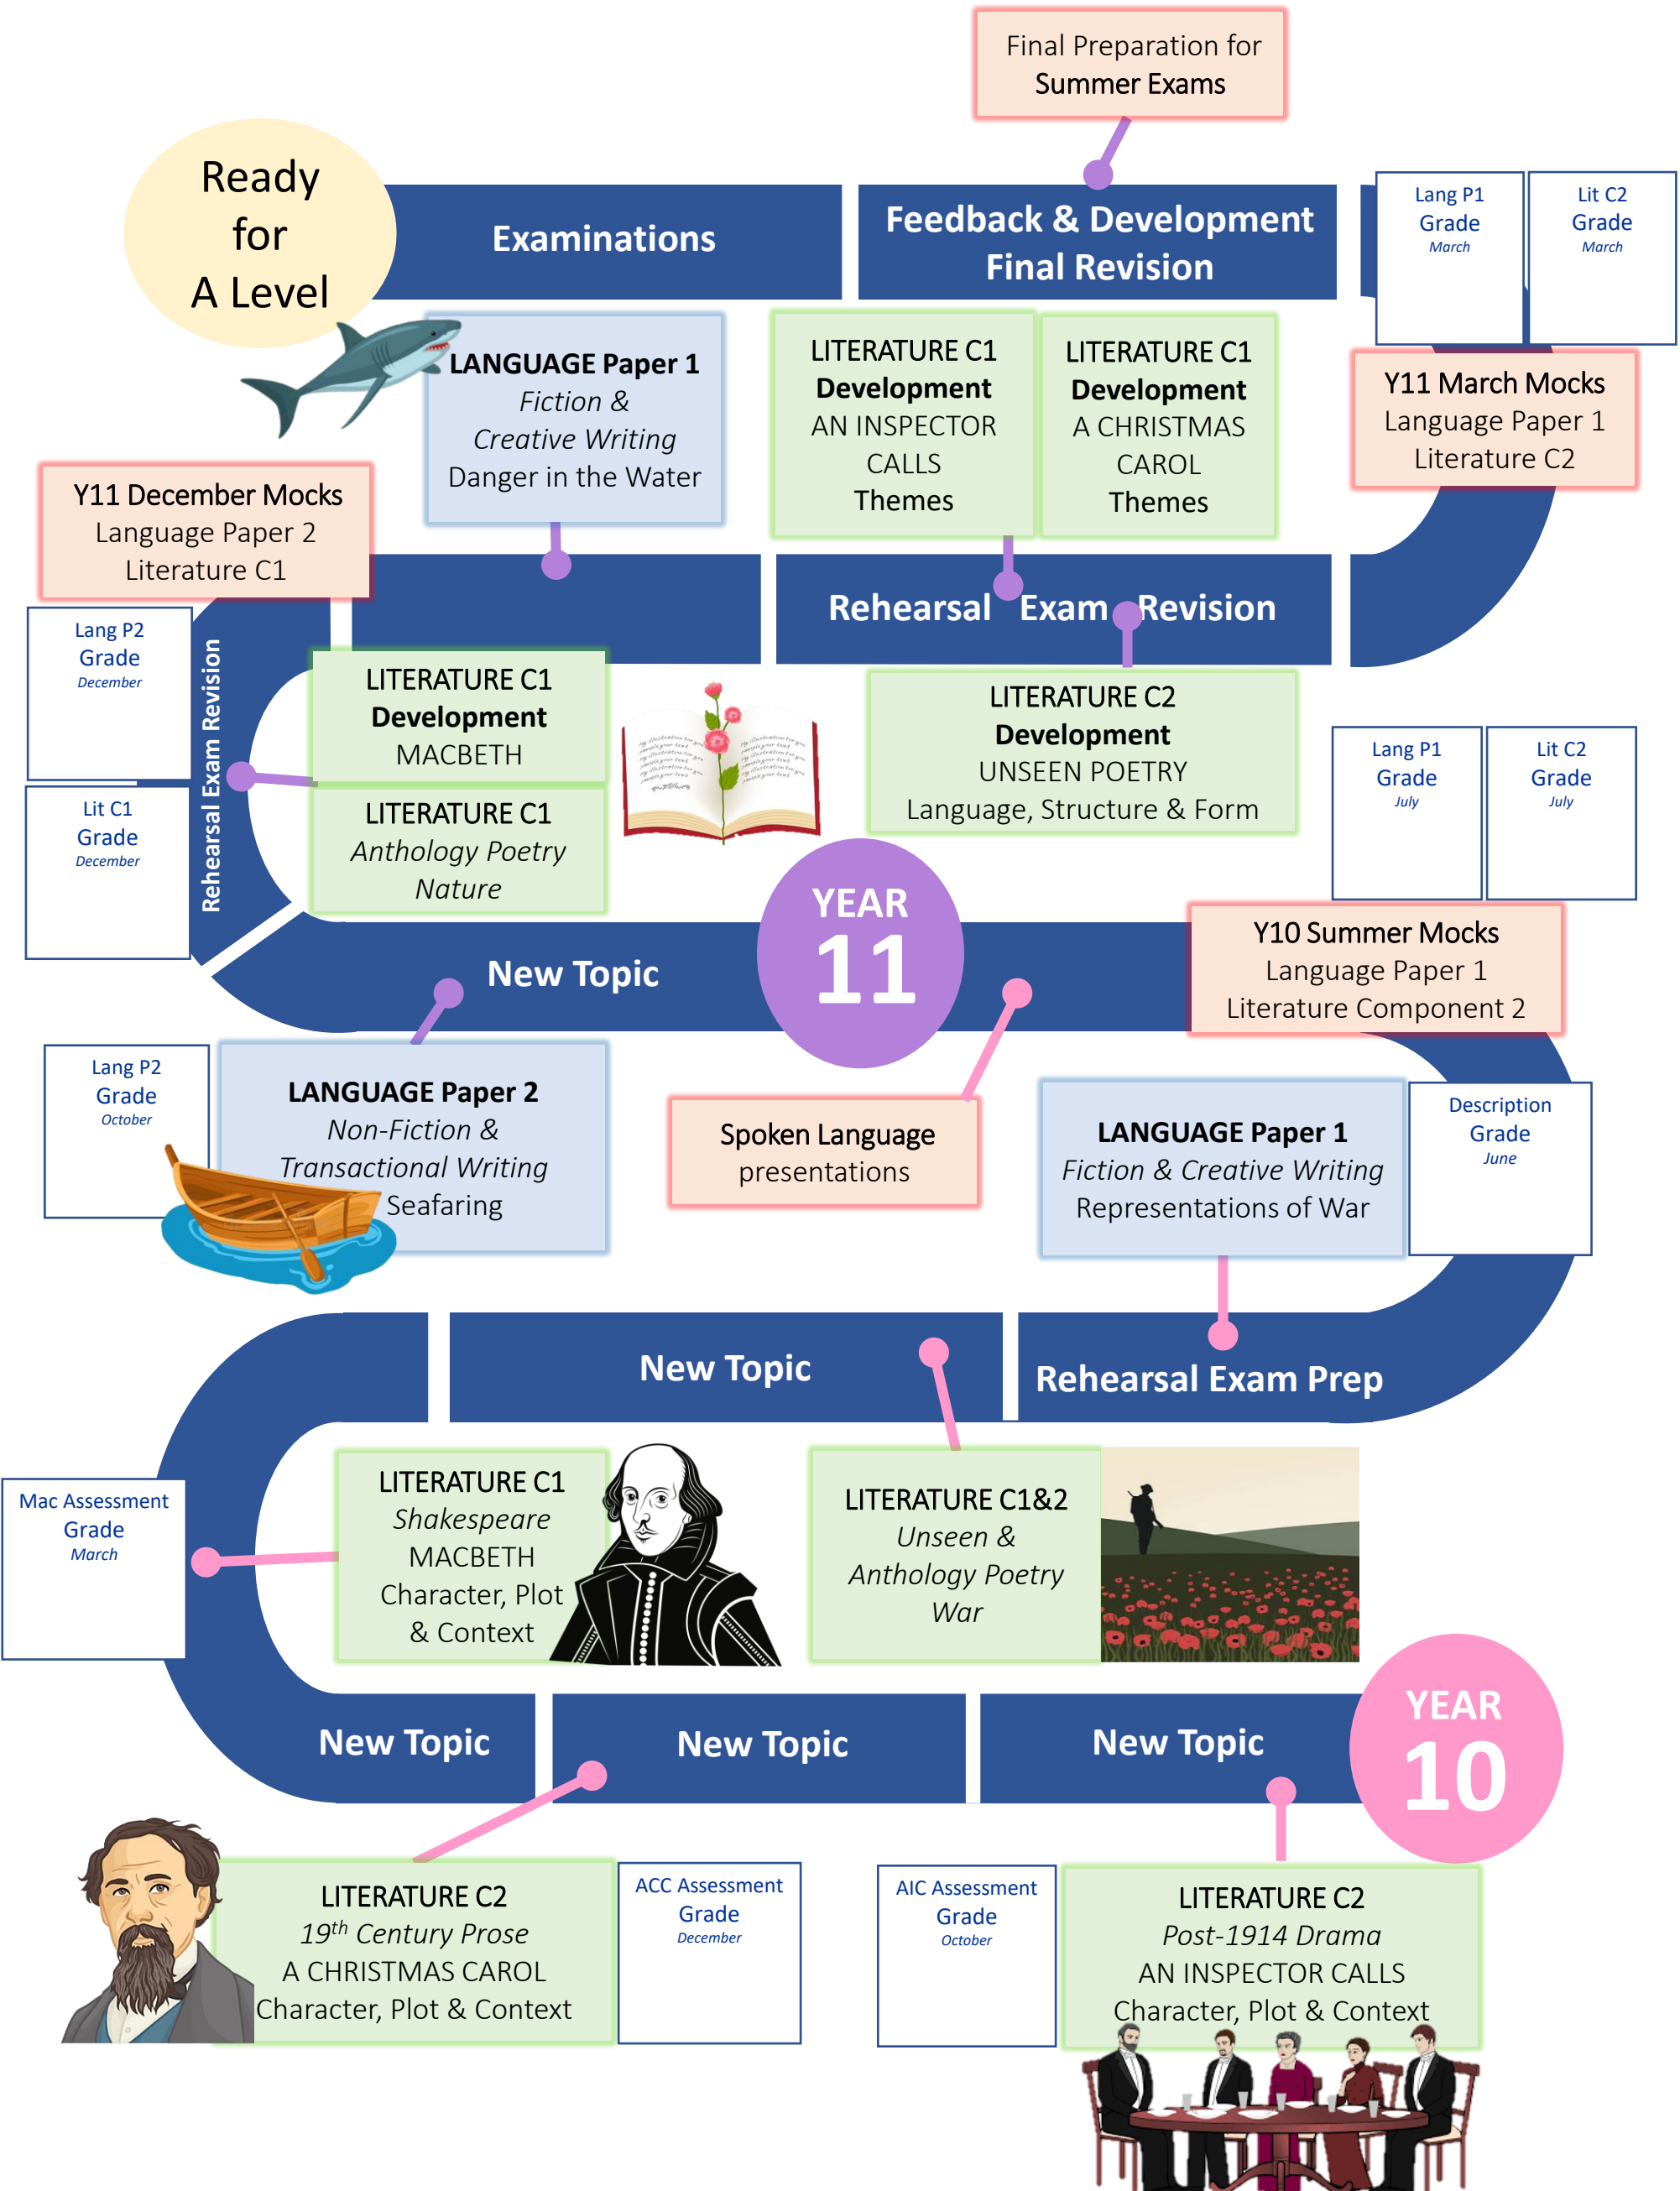 Final Preparation for
Summer Exams
Ready
for
A Level
Examinations
Feedback & Development
Final Revision
Lang P1
Grade
March
Lit C2
Grade
March
LANGUAGE Paper 1
Fiction &
Creative Writing
Danger in the Water
LITERATURE C1
Development
AN INSPECTOR
CALLS
Themes
LITERATURE C1
Development
A CHRISTMAS
CAROL
Themes
Y11 March Mocks
Language Paper 1
Literature C2
Y11 December Mocks
Language Paper 2
Literature C1
Rehearsal Exam Revision
Lang P2
Grade
December
Lit C1
Grade
December
Rehearsal Exam Revision
LITERATURE C1
Development
MACBETH
LITERATURE C1
Anthology Poetry
Nature
LITERATURE C2
Development
UNSEEN POETRY
Language, Structure & Form
Lang P1
Grade
July
Lit C2
Grade
July
YEAR
11
New Topic
Y10 Summer Mocks
Language Paper 1
Literature Component 2
Lang P2
Grade
October
LANGUAGE Paper 2
Non-Fiction &
Transactional Writing
Seafaring
Spoken Language
presentations
LANGUAGE Paper 1
Fiction & Creative Writing
Representations of War
Description
Grade
June
New Topic
Rehearsal Exam Prep
Mac Assessment
Grade
March
LITERATURE C1
Shakespeare
MACBETH
Character, Plot
& Context
LITERATURE C1&2
Unseen &
Anthology Poetry
War
New Topic
New Topic
New Topic
YEAR
10
LITERATURE C2
19th Century Prose
A CHRISTMAS CAROL
Character, Plot & Context
ACC Assessment
Grade
December
AIC Assessment
Grade
October
LITERATURE C2
Post-1914 Drama
AN INSPECTOR CALLS
Character, Plot & Context